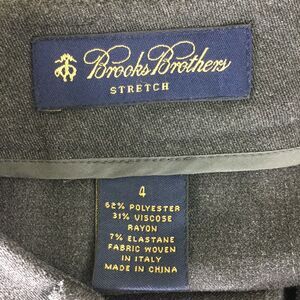 Brooks Brothers
STRETCH
4
62% POLYESTER
31% VISCOSE
RAYON
7% ELASTANE
FABRIC WOVEN
IN ITALY
MADE IN CHINA